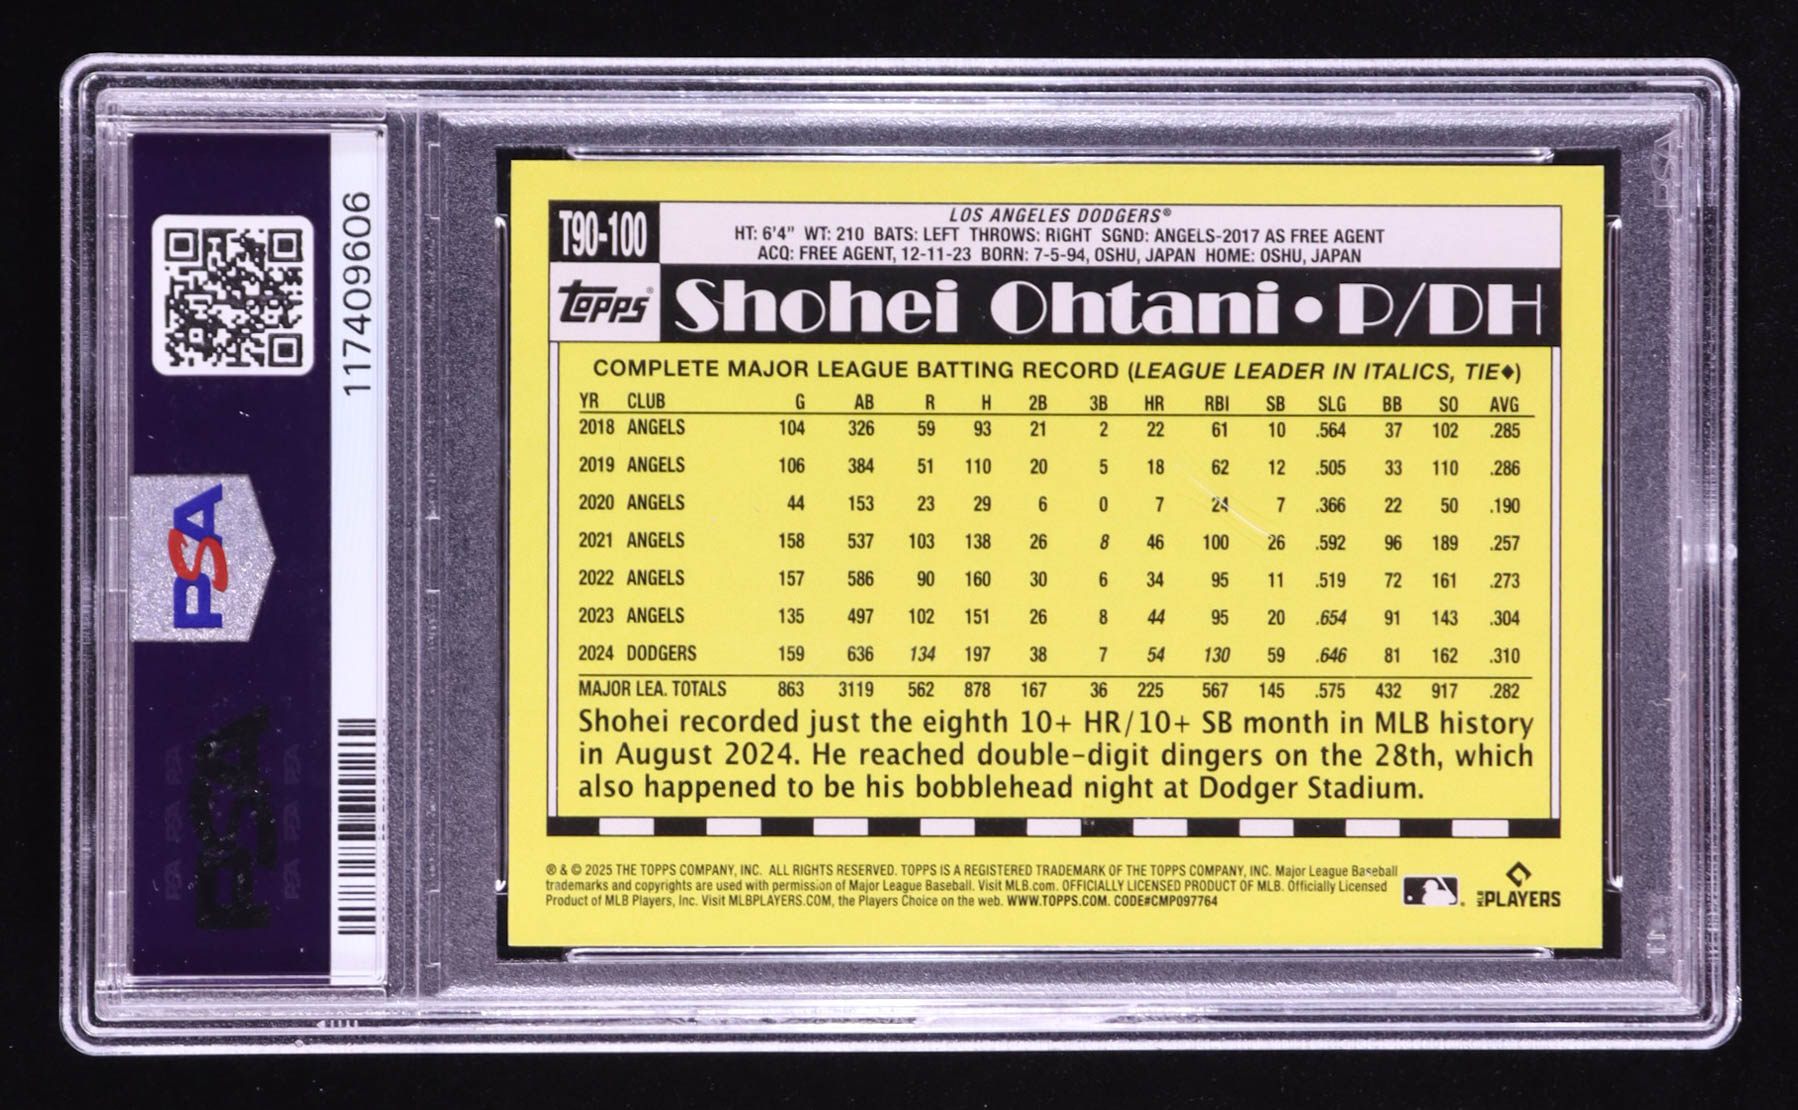 T90-100
LOS ANGELES DODGERS®
HT: 6'4" WT: 210 BATS: LEFT THROWS: RIGHT SGND: ANGELS-2017 AS FREE AGENT
ACQ: FREE AGENT, 12-11-23 BORN: 7-5-94, OSHU, JAPAN HOME: OSHU, JAPAN
Topps® Shohei Ohtani • P/DH
COMPLETE MAJOR LEAGUE BATTING RECORD (LEAGUE LEADER IN ITALICS, TIE♦)
YR CLUB G AB R H 2B 3B HR RBI SB SLG BB SO AVG
2018 ANGELS 104 326 59 93 21 2 22 61 10 .564 37 102 .285
2019 ANGELS 106 384 51 110 20 5 18 62 12 .505 33 110 .286
2020 ANGELS 44 153 23 29 6 0 7 24 7 .366 22 50 .190
2021 ANGELS 158 537 103 138 26 8 46 100 26 .592 96 189 .257
2022 ANGELS 157 586 90 160 30 6 34 95 11 .519 72 161 .273
2023 ANGELS 135 497 102 151 26 8 44 95 20 .654 91 143 .304
2024 DODGERS 159 636 134 197 38 7 54 130 59 .646 81 162 .310
MAJOR LEA. TOTALS 863 3119 562 878 167 36 225 567 145 .575 432 917 .282
Shohei recorded just the eighth 10+ HR/10+ SB month in MLB history
in August 2024. He reached double-digit dingers on the 28th, which
also happened to be his bobblehead night at Dodger Stadium.
® & © 2025 THE TOPPS COMPANY, INC. ALL RIGHTS RESERVED. TOPPS IS A REGISTERED TRADEMARK OF THE TOPPS COMPANY, INC. Major League Baseball
trademarks and copyrights are used with permission of Major League Baseball. Visit MLB.com. OFFICIALLY LICENSED PRODUCT OF MLB. Officially Licensed
Product of MLB Players, Inc. Visit MLBPLAYERS.COM, the Players Choice on the web. WWW.TOPPS.COM. CODE#CMP097764
MLB PLAYERS
117409606
PSA
PSA
PSA PSA PSA
PSA PSA PSA
PSA